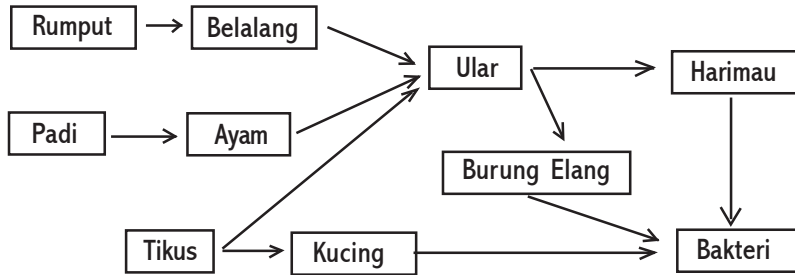 Rumput
Belalang
Ular
Harimau
Padi
Ayam
Burung Elang
Tikus
Kucing
Bakteri